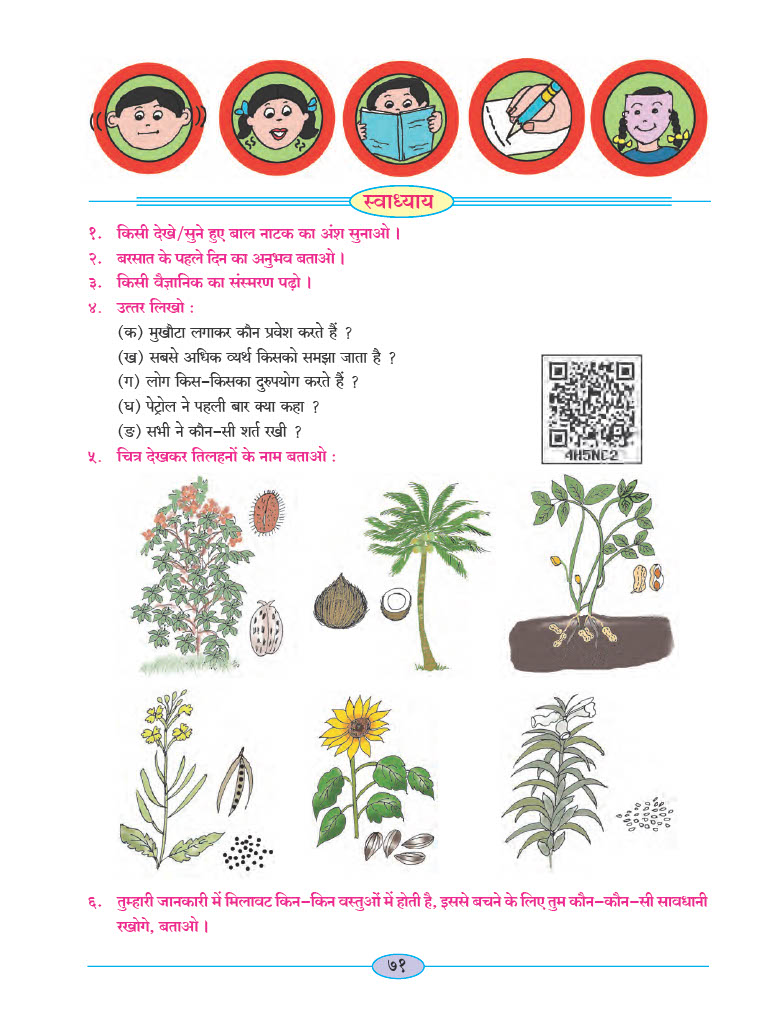 स्वाध्याय
१. किसी देखे/सुने हुए बाल नाटक का अंश सुनाओ ।
२. बरसात के पहले दिन का अनुभव बताओ ।
३. किसी वैज्ञानिक का संस्मरण पढ़ो ।
४. उत्तर लिखो :
(क) मुखौटा लगाकर कौन प्रवेश करते हैं ?
(ख) सबसे अधिक व्यर्थ किसको समझा जाता है ?
(ग) लोग किस-किसका दुरुपयोग करते हैं ?
(घ) पेट्रोल ने पहली बार क्या कहा ?
(ङ) सभी ने कौन-सी शर्त रखी ?
4H5NC2
५. चित्र देखकर तिलहनों के नाम बताओ :
६. तुम्हारी जानकारी में मिलावट किन-किन वस्तुओं में होती है, इससे बचने के लिए तुम कौन-कौन-सी सावधानी
रखोगे, बताओ ।
७१